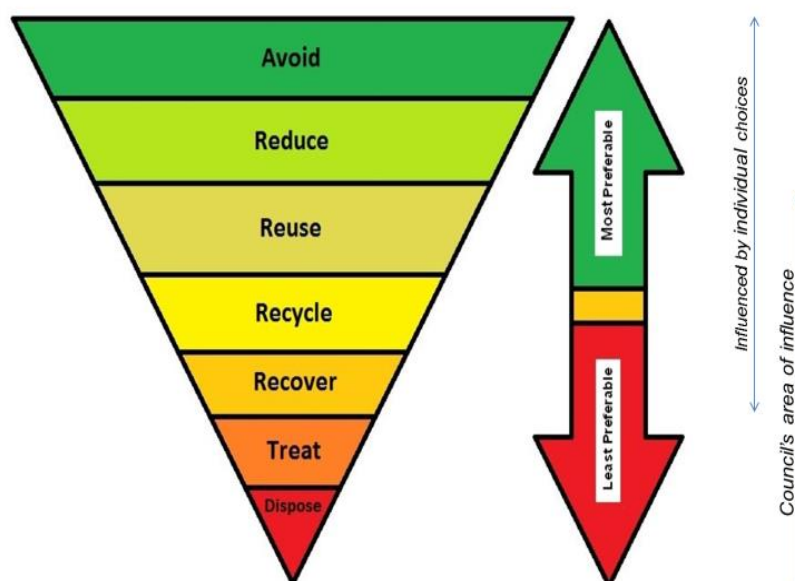 Avoid
Reduce
Reuse
Recycle
Recover
Treat
Dispose
Most Preferable
Least Preferable
Influenced by individual choices
Council's area of influence